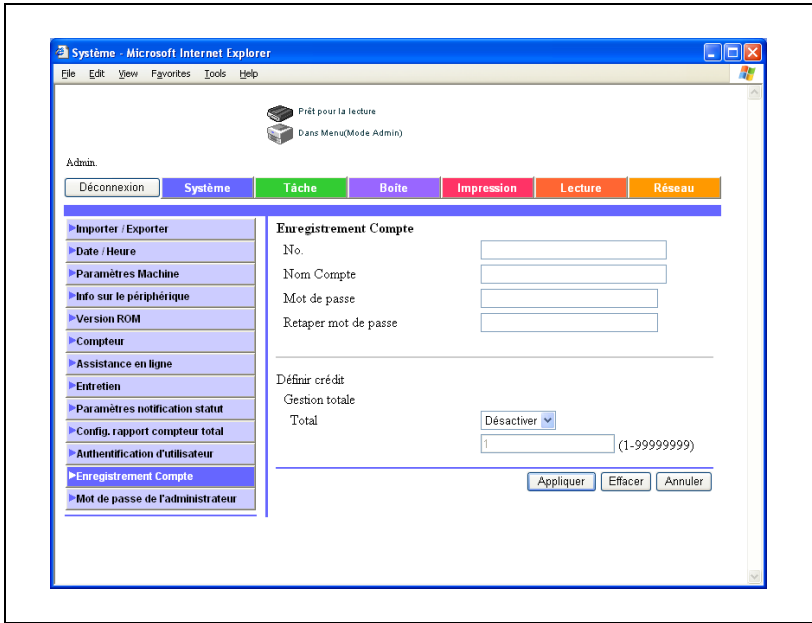 Système - Microsoft Internet Explorer
File Edit View Favorites Tools Help
Prêt pour la lecture
Dans Menu(Mode Admin)
Admin.
Déconnexion Système Tâche Boîte Impression Lecture Réseau
Importer / Exporter
Date / Heure
Paramètres Machine
Info sur le périphérique
Version ROM
Compteur
Assistance en ligne
Entretien
Paramètres notification statut
Config. rapport compteur total
Authentification d'utilisateur
Enregistrement Compte
Mot de passe de l'administrateur
Enregistrement Compte
No.
Nom Compte
Mot de passe
Retaper mot de passe
Définir crédit
Gestion totale
Total Désactiver
1 (1-99999999)
Appliquer Effacer Annuler